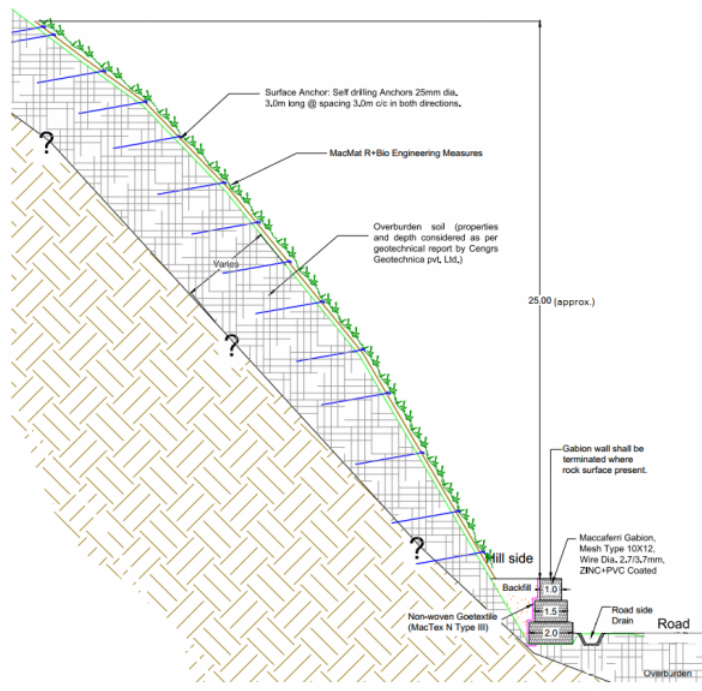 Surface Anchor: Self drilling Anchors 25mm dia.
3.0m long @ spacing 3.0m c/c in both directions.
?
MacMat R+Bio Engineering Measures
Overburden soil (properties
and depth considered as per
geotechnical report by Cengrs
Geotechnica pvt. Ltd.)
Varies
25.00 (approx.)
?
Gabion wall shall be
terminated where
rock surface present.
?
Hill side
Maccaferri Gabion,
Mesh Type 10X12,
Wire Dia. 2.7/3.7mm,
ZINC+PVC Coated
Backfill
1.0
1.5
2.0
Non-woven Goetextile
(MacTex N Type III)
Road side
Drain
Road
Overburden